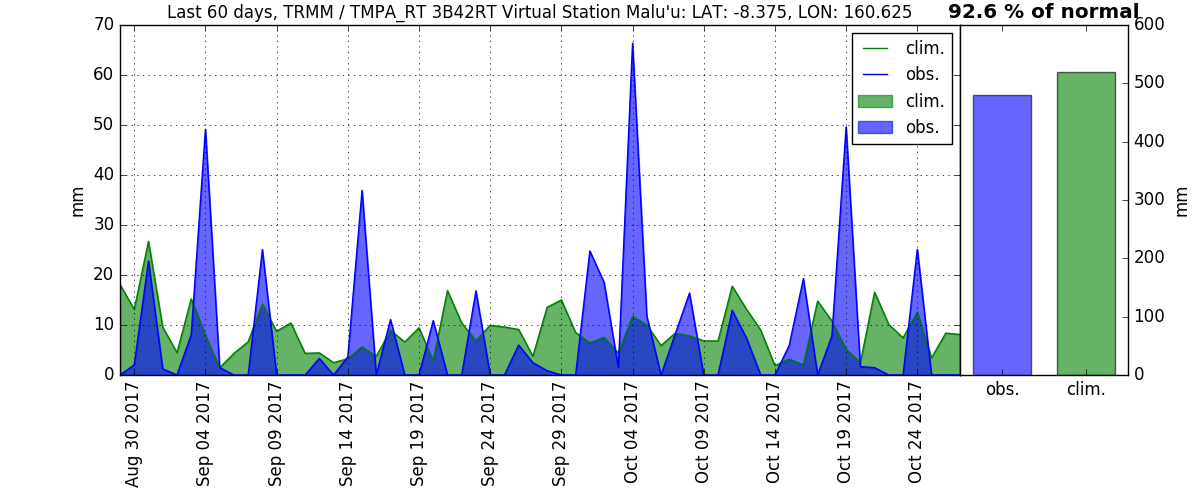 Last 60 days, TRMM / TMPA_RT 3B42RT Virtual Station Malu'u: LAT: -8.375, LON: 160.625
92.6 % of normal
70
60
50
40
30
20
10
0
mm
clim.
obs.
clim.
obs.
600
500
400
300
200
100
0
mm
obs.
clim.
Aug 30 2017
Sep 04 2017
Sep 09 2017
Sep 14 2017
Sep 19 2017
Sep 24 2017
Sep 29 2017
Oct 04 2017
Oct 09 2017
Oct 14 2017
Oct 19 2017
Oct 24 2017